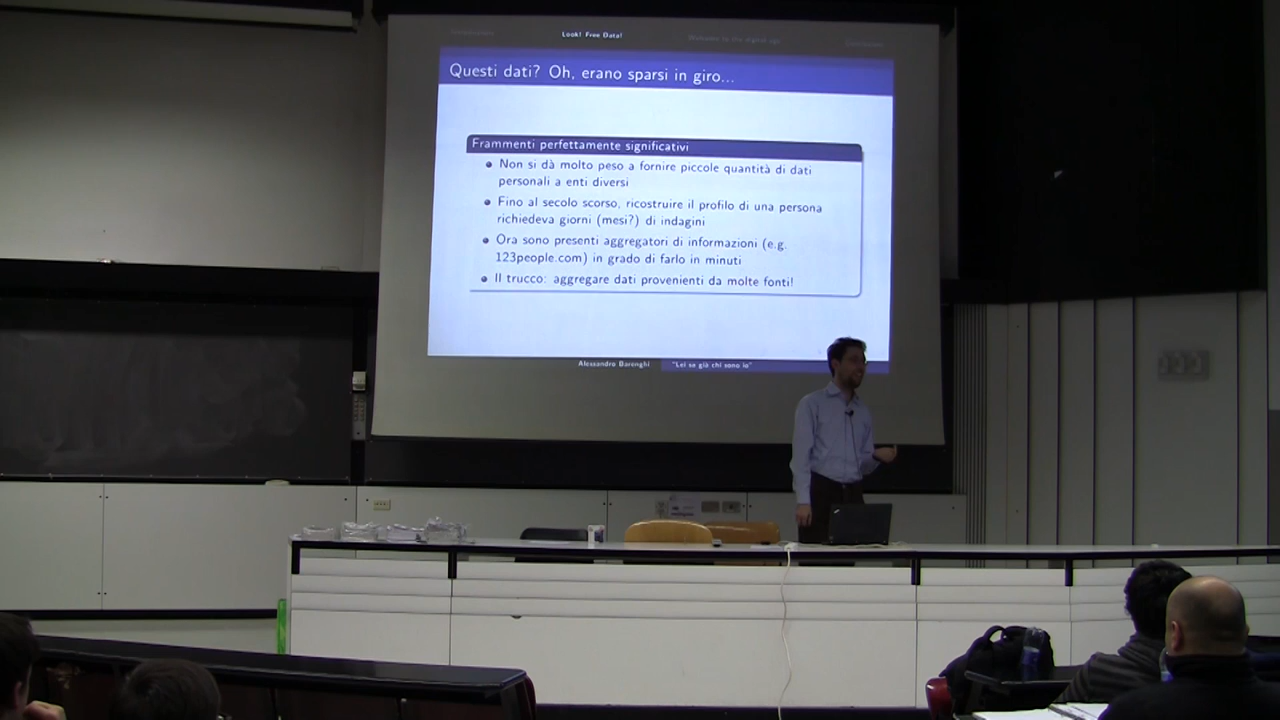 Look! Free Data!
Questi dati? Oh, erano sparsi in giro...
Frammenti perfettamente significativi
Non si dà molto peso a fornire piccole quantità di dati
personali a enti diversi
Fino al secolo scorso, ricostruire il profilo di una persona
richiedeva giorni (mesi?) di indagini
Ora sono presenti aggregatori di informazioni (e.g.
123people.com) in grado di farlo in minuti
Il trucco: aggregare dati provenienti da molte fonti!
Alessandro Barenghi "Lei se già chi sono io"